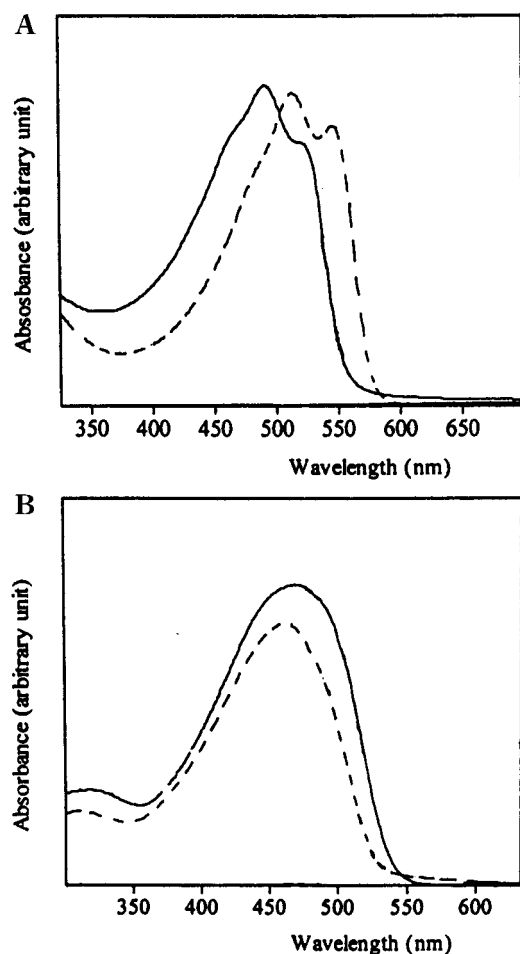 A
Absosbance (arbitrary unit)
350 400 450 500 550 600 650
Wavelength (nm)
B
Absorbance (arbitrary unit)
350 400 450 500 550 600
Wavelength (nm)